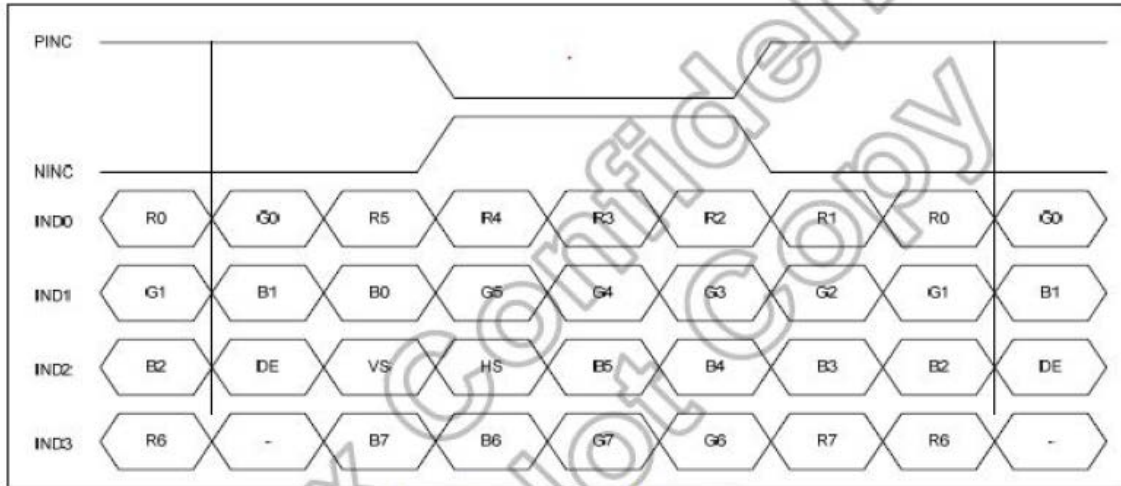 PINC
NINC
IND0 R0 G0 R5 R4 R3 R2 R1 R0 G0
IND1 G1 B1 B0 G5 G4 G3 G2 G1 B1
IND2 B2 DE VS HS B5 B4 B3 B2 DE
IND3 R6 - B7 B6 G7 G6 R7 R6 -
Confiden
Copy